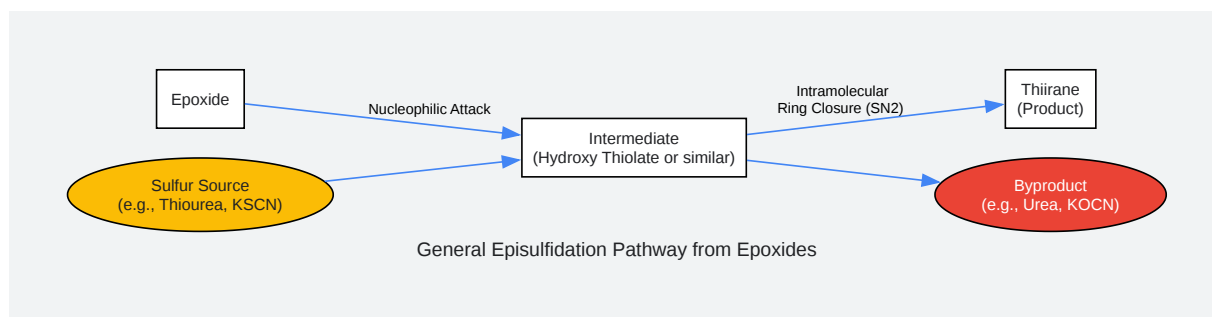 Epoxide
Nucleophilic Attack
Sulfur Source
(e.g., Thiourea, KSCN)
Intermediate
(Hydroxy Thiolate or similar)
Intramolecular
Ring Closure (SN2)
Thiirane
(Product)
Byproduct
(e.g., Urea, KOCN)
General Episulfidation Pathway from Epoxides